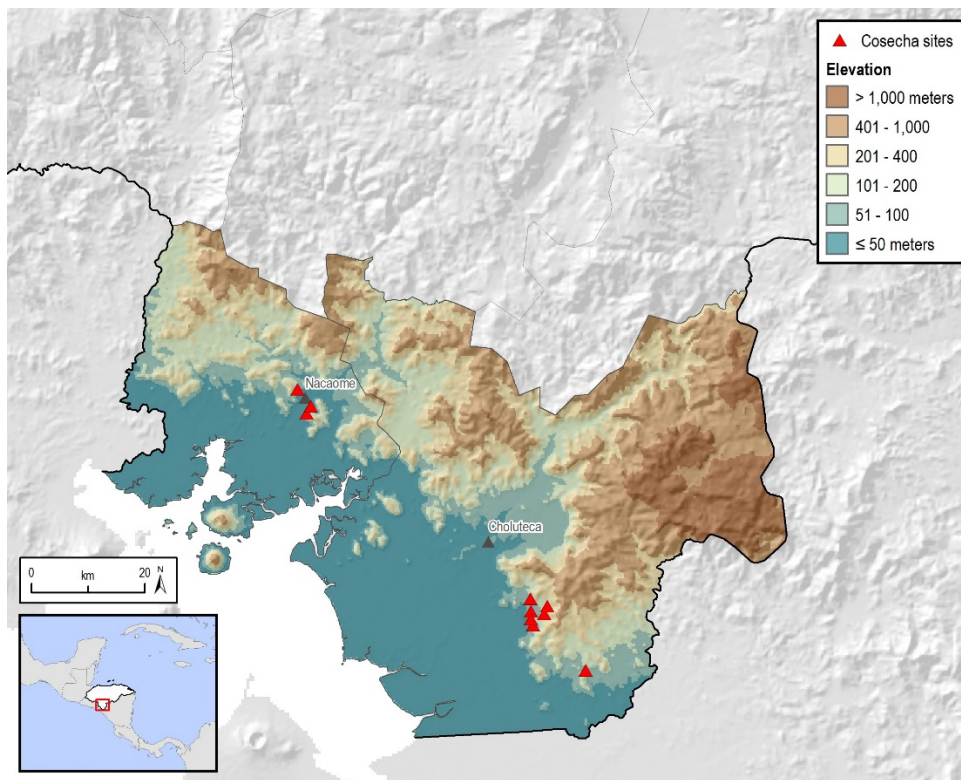 Cosecha sites
Elevation
> 1,000 meters
401 - 1,000
201 - 400
101 - 200
51 - 100
≤ 50 meters
Nacaome
Choluteca
0 20
km
N